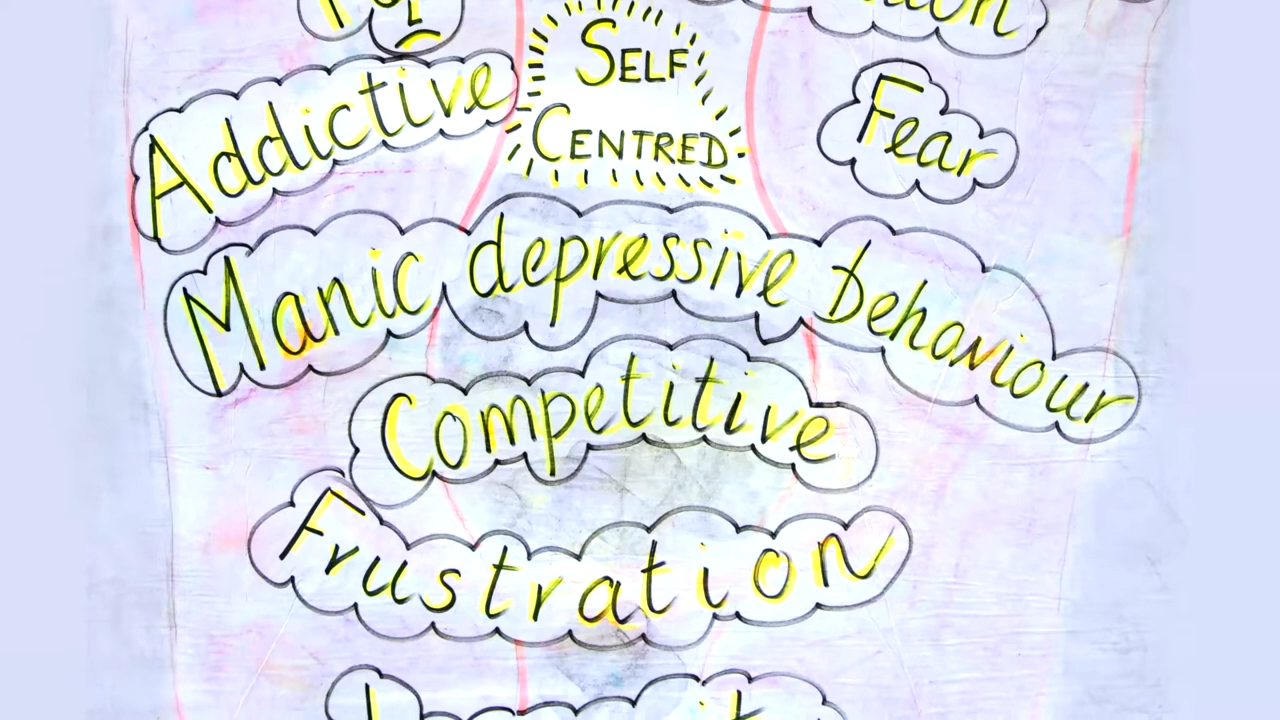 SELF
CENTRED
Addictive
Fear
Manic depressive behaviour
Competitive
Frustration